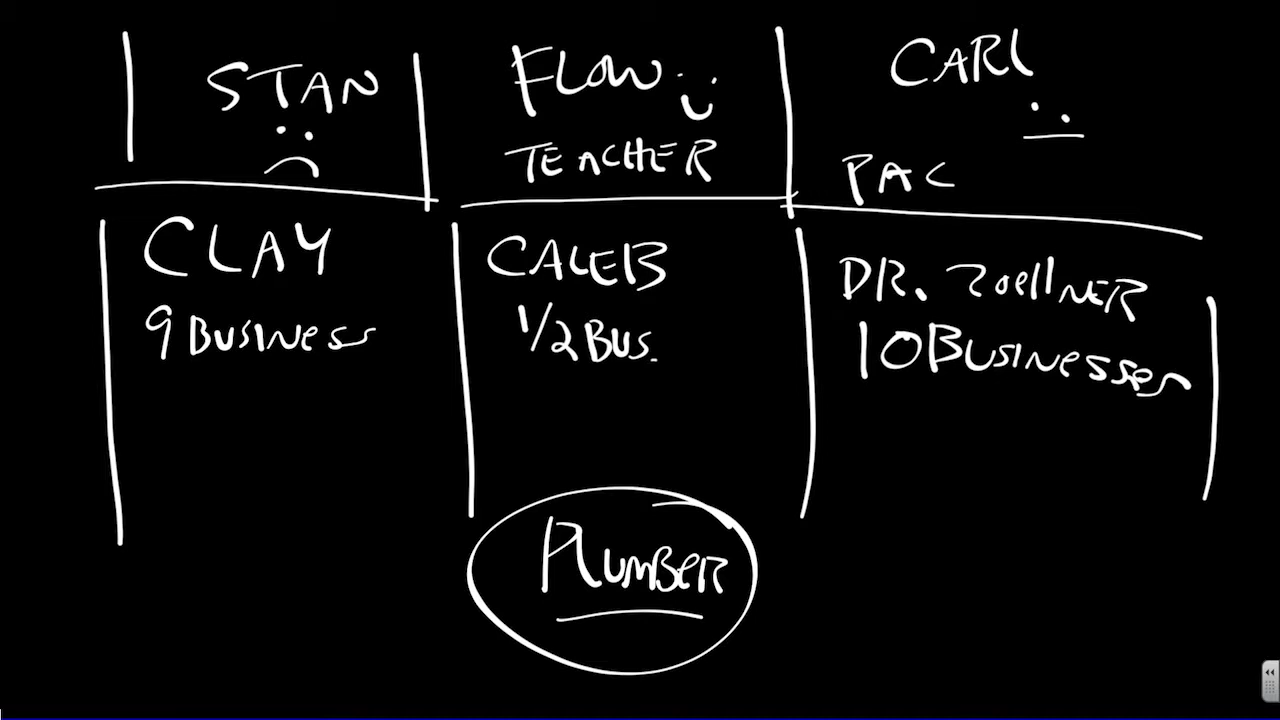 STAN
FLOW
CARL
TEACHER
PAC
CLAY
CALEB
DR. ZOELLNER
9 BUSINESS
1/2 BUS.
10 BUSINESSES
PLUMBER